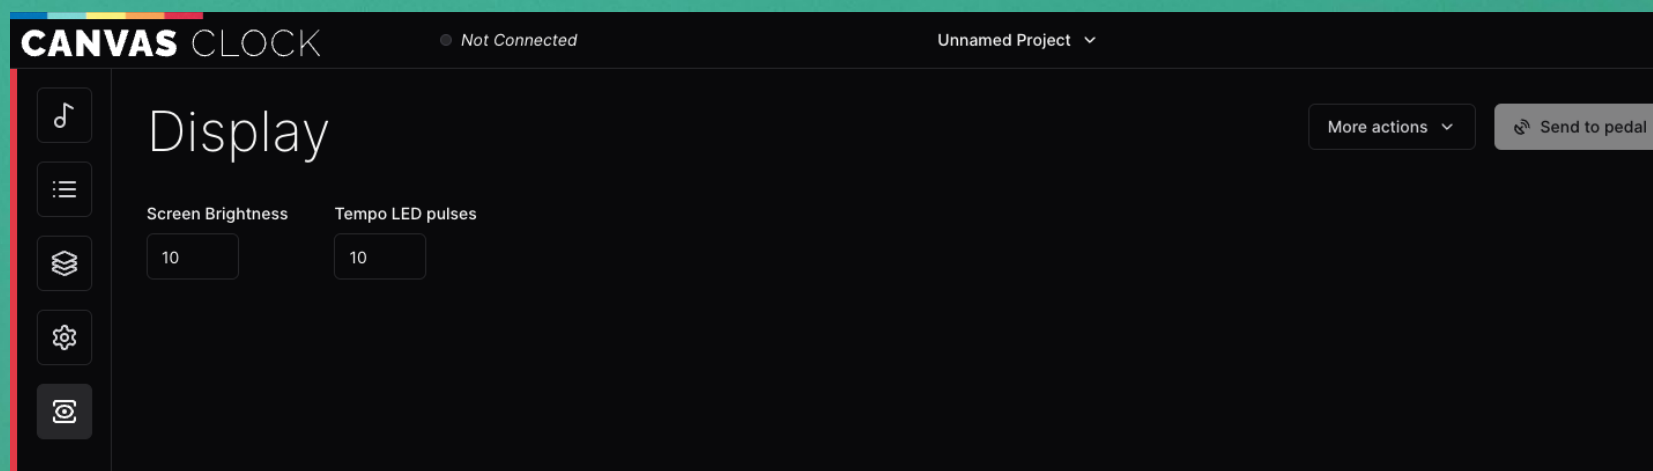 CANVAS CLOCK
Not Connected
Unnamed Project
Display
More actions
Send to pedal
Screen Brightness
Tempo LED pulses
10
10